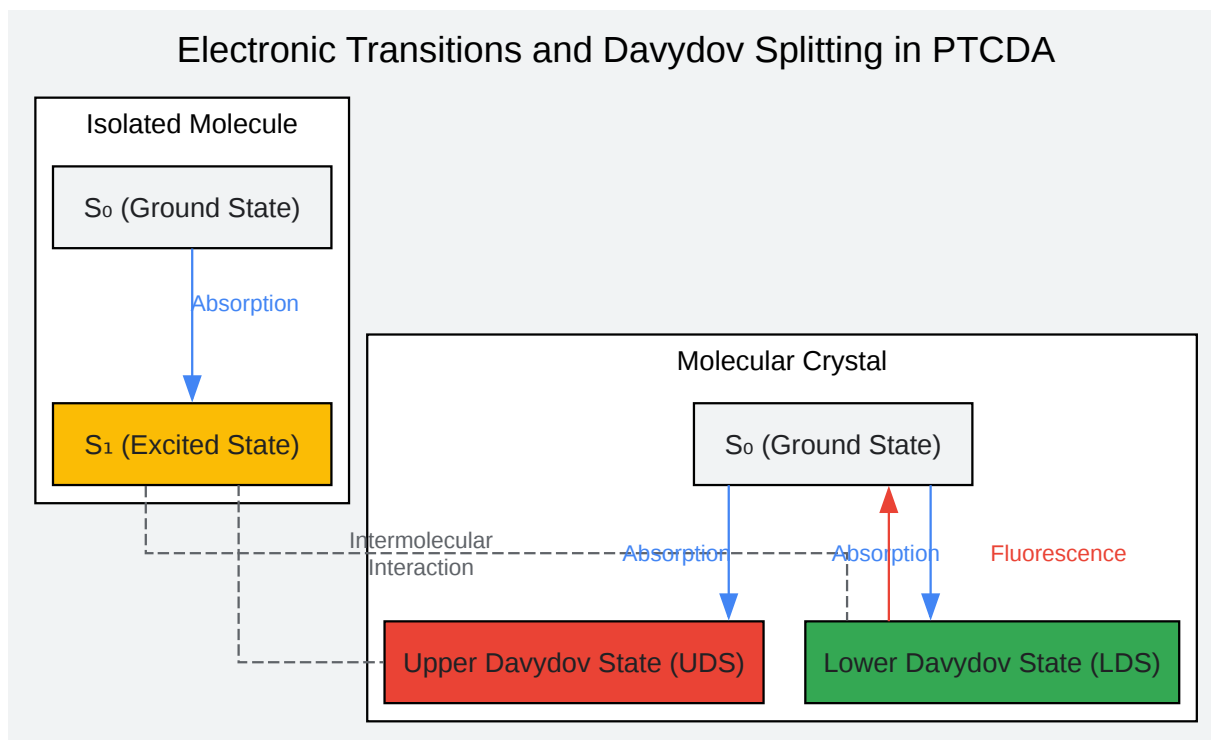 Electronic Transitions and Davydov Splitting in PTCDA
Isolated Molecule
S₀ (Ground State)
Absorption
S₁ (Excited State)
Molecular Crystal
S₀ (Ground State)
Intermolecular
Interaction
Absorption
Absorption
Fluorescence
Upper Davydov State (UDS)
Lower Davydov State (LDS)